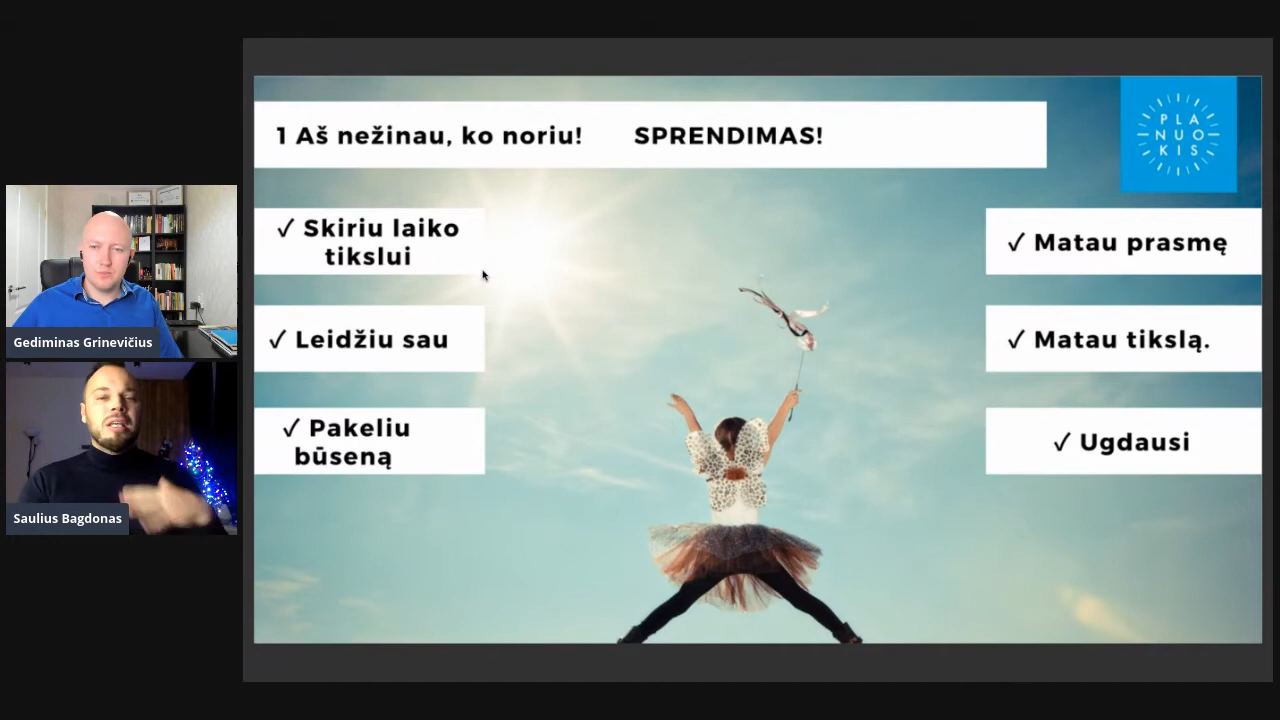 1 Aš nežinau, ko noriu! SPRENDIMAS!
PLA
NUO
KIS
✓ Skiriu laiko
tikslui
✓ Matau prasmę
✓ Leidžiu sau
✓ Matau tikslą.
✓ Pakeliu
būseną
✓ Ugdausi
Gediminas Grinevičius
Saulius Bagdonas